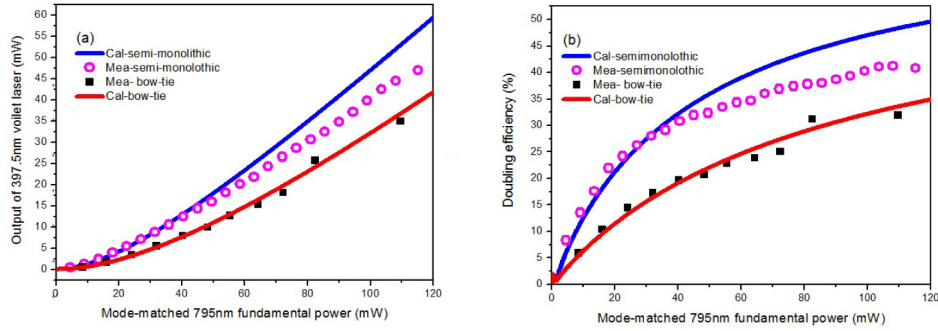 (a)
Cal-semi-monolithic
Mea-semi-monolothic
Mea- bow-tie
Cal-bow-tie
Output of 397.5nm voilet laser (mW)
60
55
50
45
40
35
30
25
20
15
10
5
0
0 20 40 60 80 100 120
Mode-matched 795nm fundamental power (mW)
(b)
Cal-semimonolothic
Mea-semimonolothic
Mea- bow-tie
Cal-bow-tie
Doubling efficiency (%)
50
45
40
35
30
25
20
15
10
5
0
0 20 40 60 80 100 120
Mode-matched 795nm fundamental power (mW)